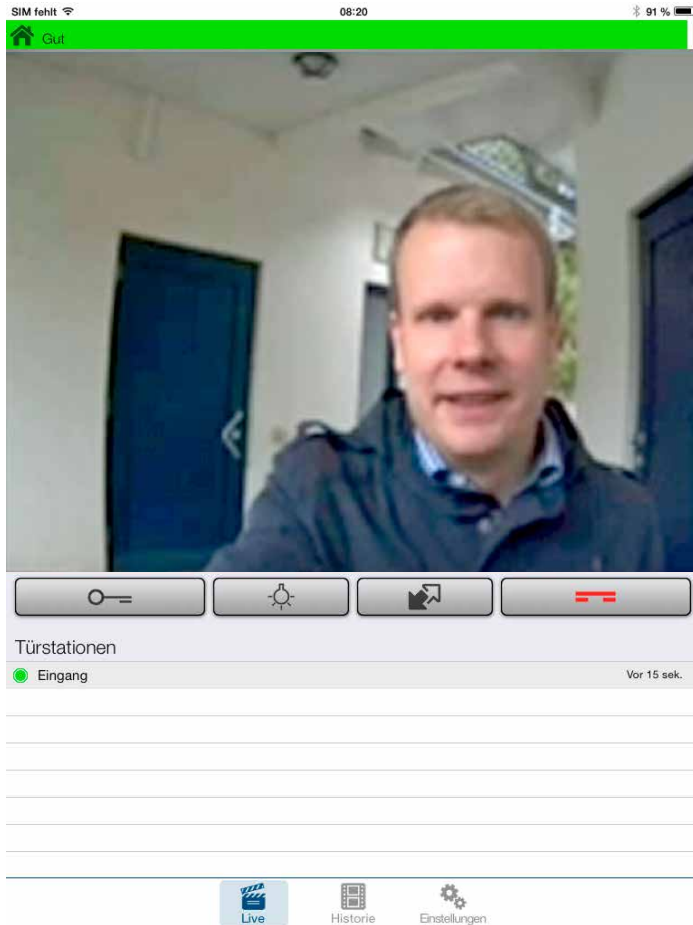 SIM fehlt 08:20 91 %
Gut
Türstationen
Eingang Vor 15 sek.
Live Historie Einstellungen